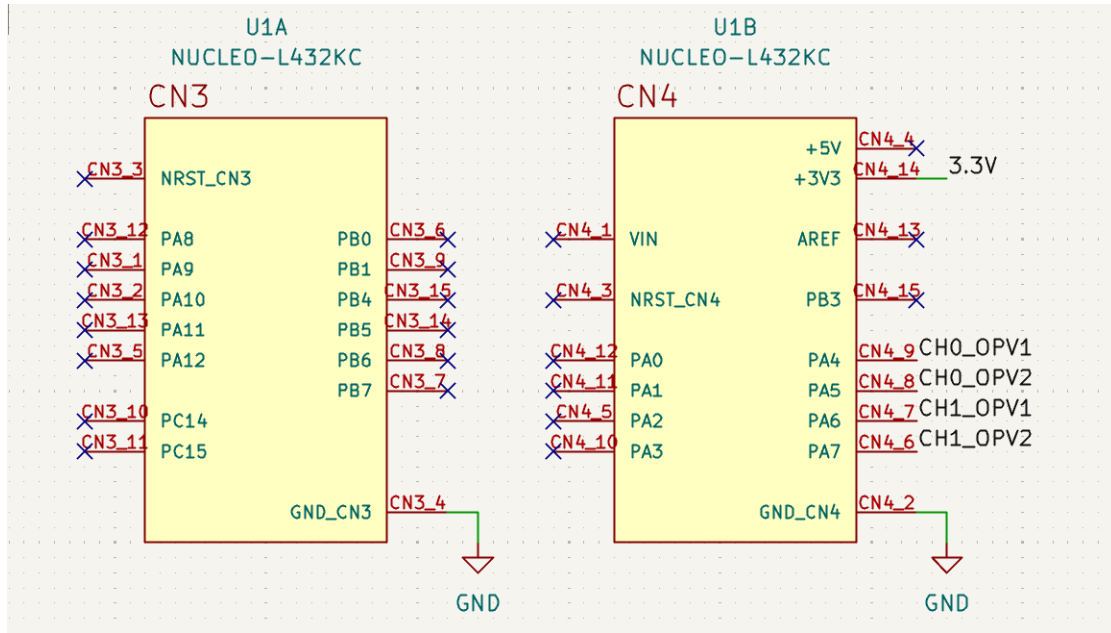 U1A
NUCLEO-L432KC
CN3
CN3_3
NRST_CN3
CN3_12
PA8
PB0
CN3_6
CN3_1
PA9
PB1
CN3_9
CN3_2
PA10
PB4
CN3_15
CN3_13
PA11
PB5
CN3_14
CN3_5
PA12
PB6
CN3_8
PB7
CN3_7
CN3_10
PC14
CN3_11
PC15
GND_CN3
CN3_4
GND
U1B
NUCLEO-L432KC
CN4
+5V
CN4_4
+3V3
CN4_14
3.3V
CN4_1
VIN
AREF
CN4_13
CN4_3
NRST_CN4
PB3
CN4_15
CN4_12
PA0
PA4
CN4_9
CH0_OPV1
CN4_11
PA1
PA5
CN4_8
CH0_OPV2
CN4_5
PA2
PA6
CN4_7
CH1_OPV1
CN4_10
PA3
PA7
CN4_6
CH1_OPV2
GND_CN4
CN4_2
GND